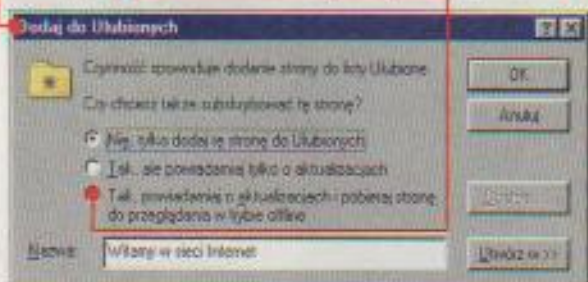 Dodaj do Ulubionych
Czynność spowoduje dodanie strony do listy Ulubione.
Czy chcesz także subskrybować tę stronę?
Nie, tylko dodaj tę stronę do Ulubionych
Tak, ale powiadamiaj tylko o aktualizacjach
Tak, powiadamiaj o aktualizacjach i pobieraj stronę
do przeglądania w trybie offline
Nazwa: Witamy w sieci Internet
OK
Anuluj
Utwórz w >>